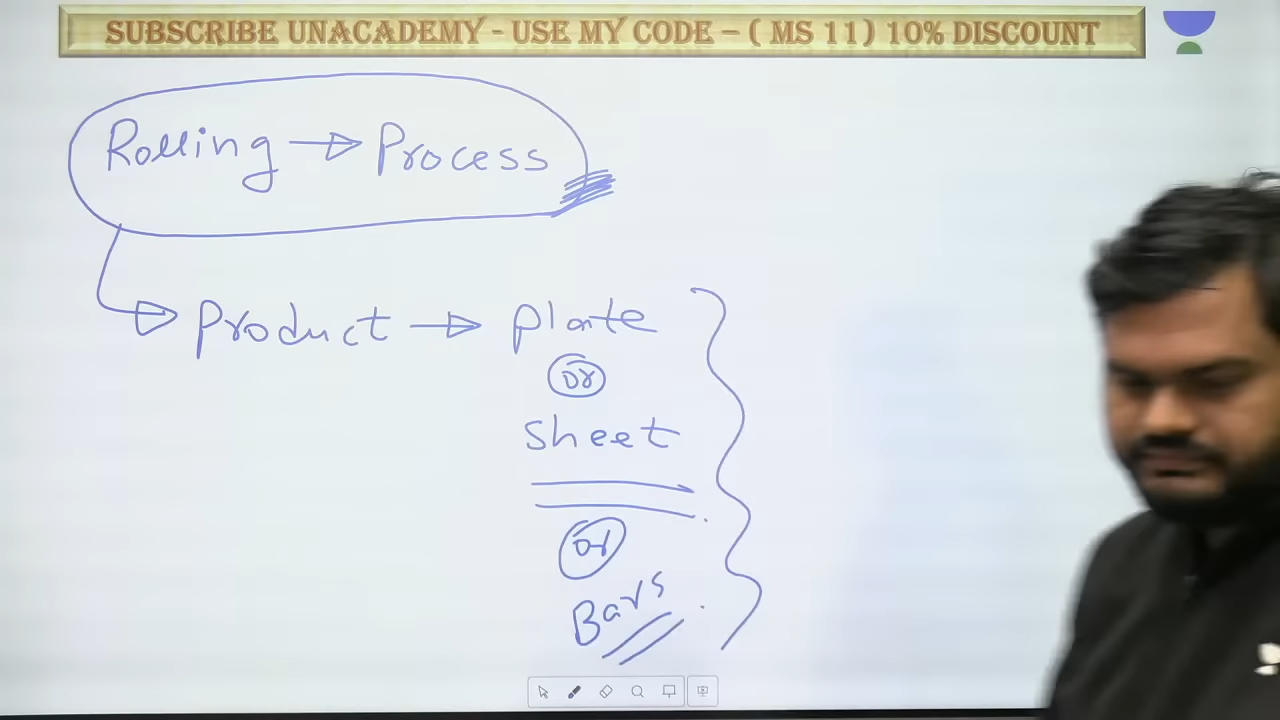 SUBSCRIBE UNACADEMY - USE MY CODE – ( MS 11) 10% DISCOUNT
Rolling → Process
Product → Plate
or
Sheet
or
Bars